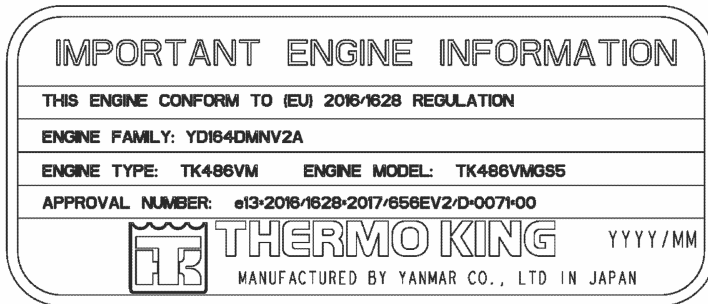 IMPORTANT ENGINE INFORMATION
THIS ENGINE CONFORM TO (EU) 2016/1628 REGULATION
ENGINE FAMILY: YDI64DMNV2A
ENGINE TYPE: TK486VM ENGINE MODEL: TK486VMGS5
APPROVAL NUMBER: e13*2016/1628*2017/656EV2/D*0071*00
TK THERMO KING YYYY/MM
MANUFACTURED BY YANMAR CO., LTD IN JAPAN